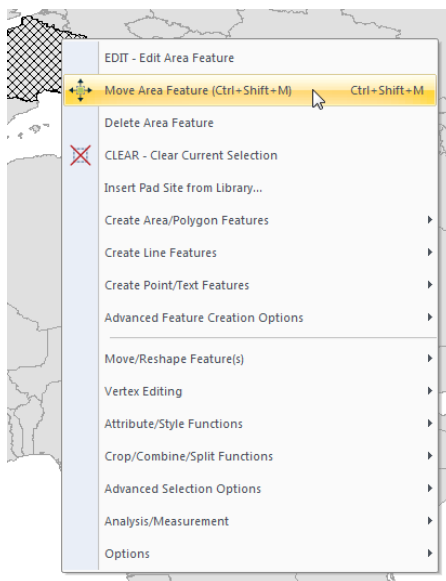 EDIT - Edit Area Feature
Move Area Feature (Ctrl+Shift+M) Ctrl+Shift+M
Delete Area Feature
CLEAR - Clear Current Selection
Insert Pad Site from Library...
Create Area/Polygon Features
Create Line Features
Create Point/Text Features
Advanced Feature Creation Options
Move/Reshape Feature(s)
Vertex Editing
Attribute/Style Functions
Crop/Combine/Split Functions
Advanced Selection Options
Analysis/Measurement
Options